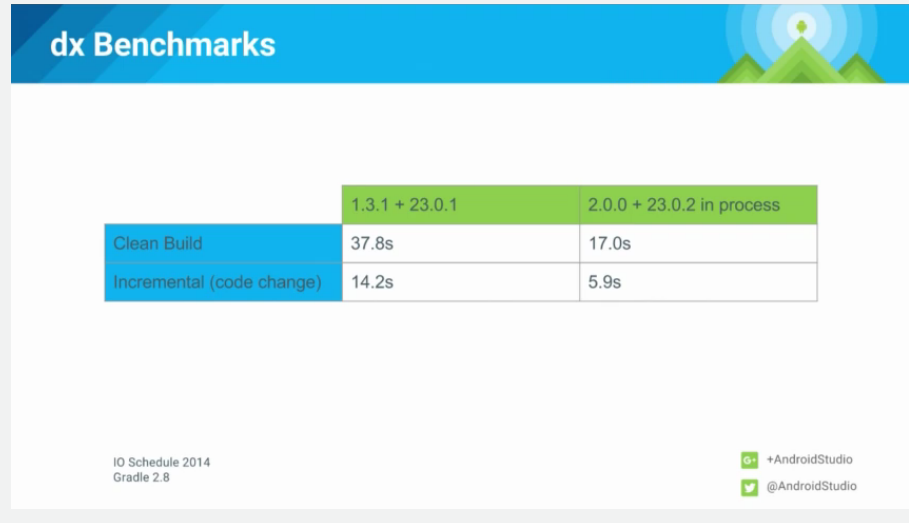 dx Benchmarks
1.3.1 + 23.0.1 2.0.0 + 23.0.2 in process
Clean Build 37.8s 17.0s
Incremental (code change) 14.2s 5.9s
IO Schedule 2014
Gradle 2.8
G+ +AndroidStudio
@AndroidStudio